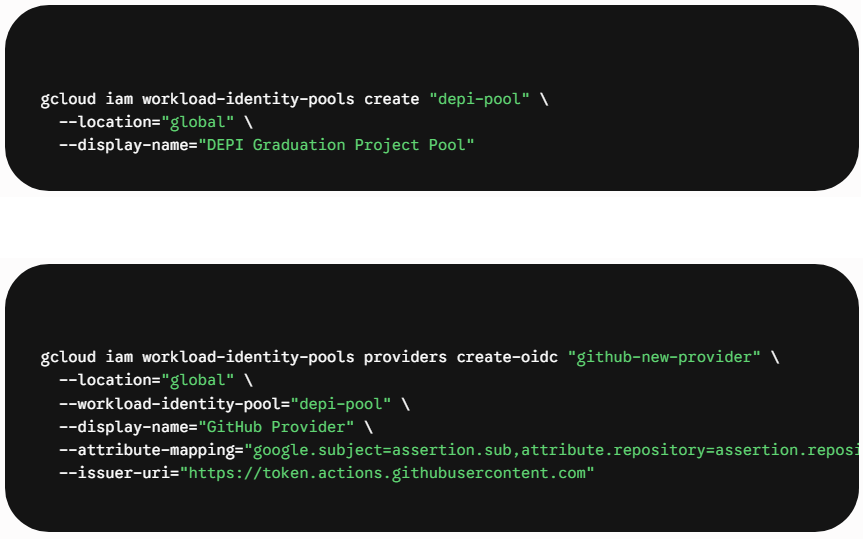 gcloud iam workload-identity-pools create "depi-pool" \
--location="global" \
--display-name="DEPI Graduation Project Pool"
gcloud iam workload-identity-pools providers create-oidc "github-new-provider" \
--location="global" \
--workload-identity-pool="depi-pool" \
--display-name="GitHub Provider" \
--attribute-mapping="google.subject=assertion.sub,attribute.repository=assertion.reposi
--issuer-uri="https://token.actions.githubusercontent.com"